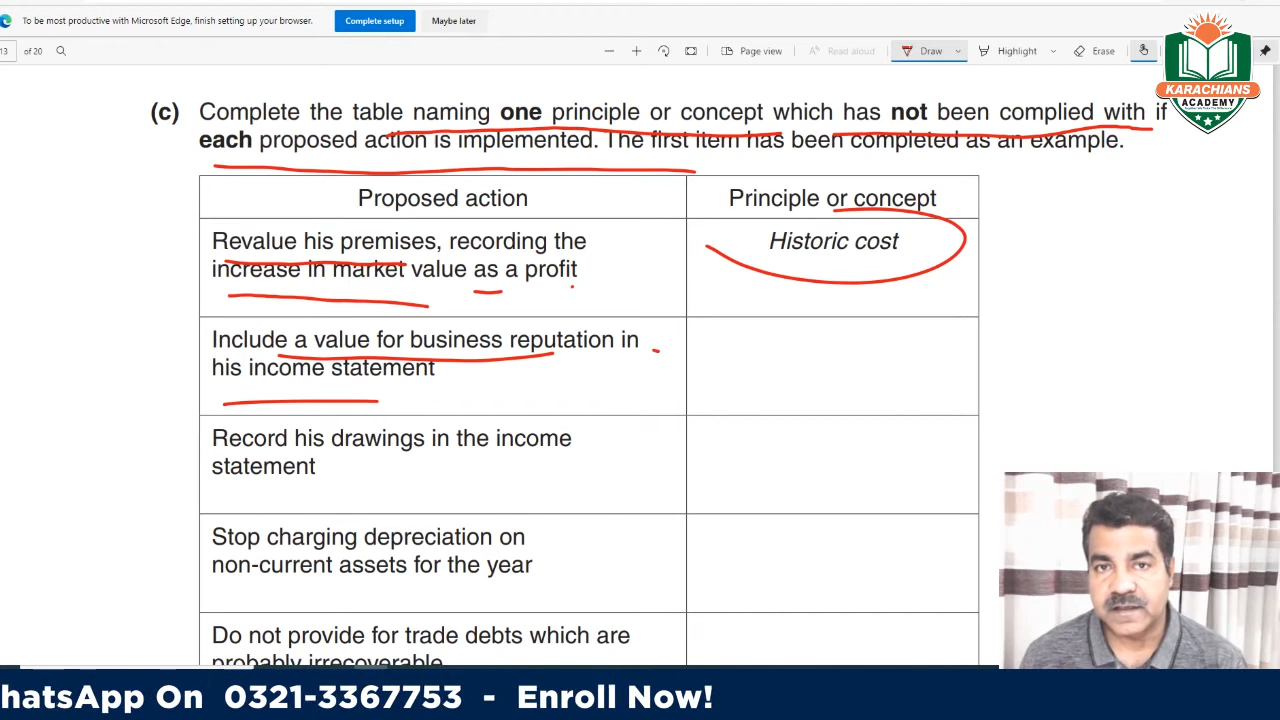 To be most productive with Microsoft Edge, finish setting up your browser.
Complete setup
Maybe later
13
of 20
Page view
Read aloud
Draw
Highlight
Erase
KARACHIANS
ACADEMY
(c) Complete the table naming one principle or concept which has not been complied with if
each proposed action is implemented. The first item has been completed as an example.
Proposed action
Principle or concept
Revalue his premises, recording the
increase in market value as a profit
Historic cost
Include a value for business reputation in
his income statement
Record his drawings in the income
statement
Stop charging depreciation on
non-current assets for the year
Do not provide for trade debts which are
probably irrecoverable
hatsApp On 0321-3367753 - Enroll Now!